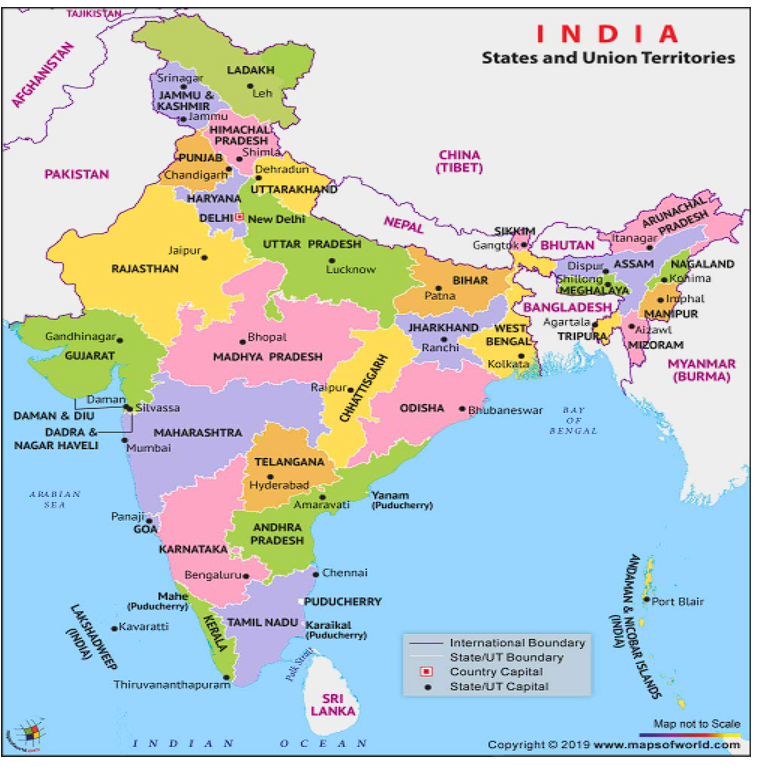 TAJIKISTAN
INDIA
States and Union Territories
AFGHANISTAN
LADAKH
Srinagar
Leh
JAMMU &
KASHMIR
Jammu
HIMACHAL
PRADESH
Shimla
PUNJAB
Chandigarh
Dehradun
UTTARAKHAND
CHINA
(TIBET)
PAKISTAN
HARYANA
DELHI
New Delhi
NEPAL
ARUNACHAL
PRADESH
Itanagar
SIKKIM
Gangtok
BHUTAN
UTTAR PRADESH
Lucknow
Jaipur
RAJASTHAN
Dispur
ASSAM
NAGALAND
Kohima
Shillong
MEGHALAYA
BIHAR
Patna
Imphal
MANIPUR
BANGLADESH
Agartala
TRIPURA
Aizawl
MIZORAM
MYANMAR
(BURMA)
Gandhinagar
GUJARAT
Bhopal
MADHYA PRADESH
JHARKHAND
Ranchi
WEST
BENGAL
Kolkata
CHHATTISGARH
Raipur
ODISHA
Bhubaneswar
BAY
OF
BENGAL
Daman
DAMAN & DIU
Silvassa
DADRA &
NAGAR HAVELI
Mumbai
MAHARASHTRA
TELANGANA
Hyderabad
ARABIAN
SEA
Amaravati
Yanam
(Puducherry)
Panaji
GOA
ANDHRA
PRADESH
KARNATAKA
Bengaluru
Chennai
Mahe
(Puducherry)
PUDUCHERRY
KERALA
TAMIL NADU
Karaikal
(Puducherry)
LAKSHADWEEP
(INDIA)
Kavaratti
ANDAMAN & NICOBAR ISLANDS
(INDIA)
Port Blair
Thiruvananthapuram
Palk Strait
SRI
LANKA
International Boundary
State/UT Boundary
Country Capital
State/UT Capital
Map not to Scale
INDIAN OCEAN
Copyright © 2019 www.mapsofworld.com